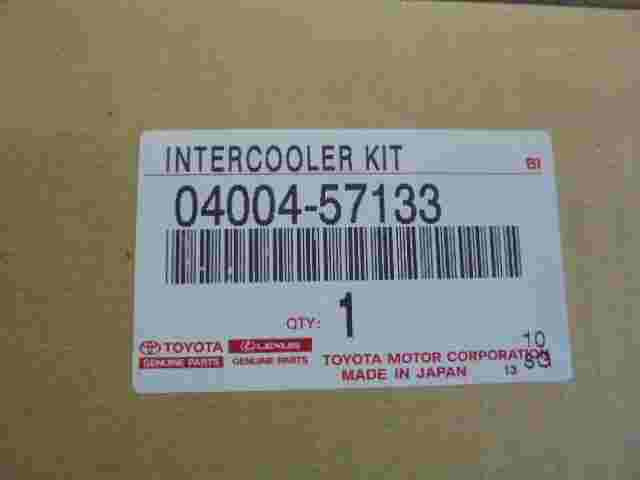 INTERCOOLER KIT
BI
04004-57133
QTY: 1
TOYOTA
GENUINE PARTS
LEXUS
GENUINE PARTS
10
TOYOTA MOTOR CORPORATION
MADE IN JAPAN
13